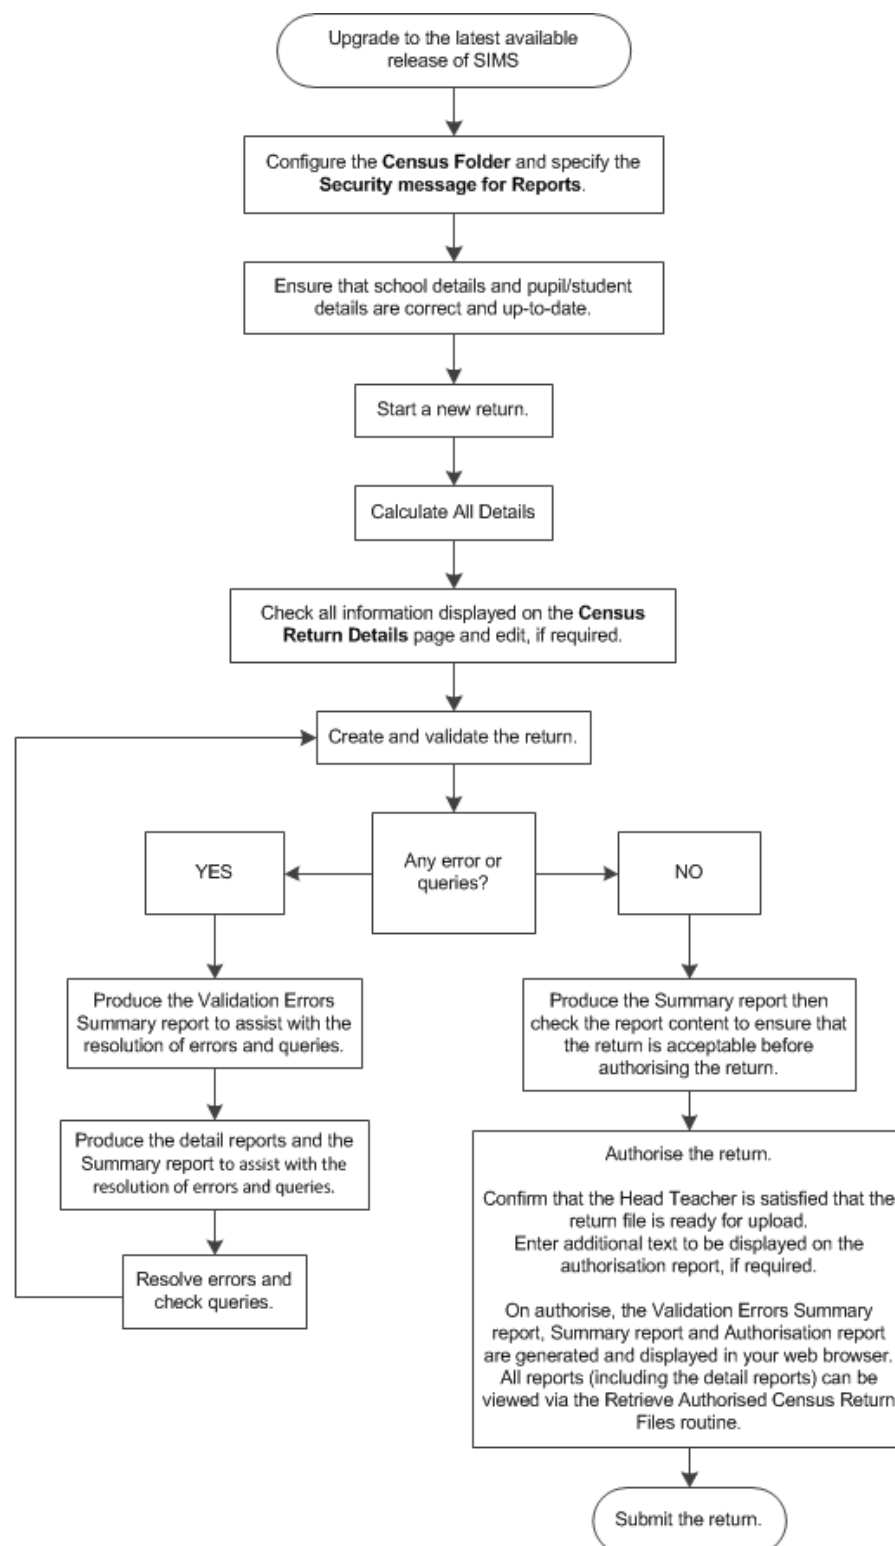 Upgrade to the latest available
release of SIMS
Configure the Census Folder and specify the
Security message for Reports.
Ensure that school details and pupil/student
details are correct and up-to-date.
Start a new return.
Calculate All Details
Check all information displayed on the Census
Return Details page and edit, if required.
Create and validate the return.
Any error or
queries?
YES
NO
Produce the Validation Errors
Summary report to assist with the
resolution of errors and queries.
Produce the detail reports and the
Summary report to assist with the
resolution of errors and queries.
Resolve errors and
check queries.
Produce the Summary report then
check the report content to ensure that
the return is acceptable before
authorising the return.
Authorise the return.
Confirm that the Head Teacher is satisfied that the
return file is ready for upload.
Enter additional text to be displayed on the
authorisation report, if required.
On authorise, the Validation Errors Summary
report, Summary report and Authorisation report
are generated and displayed in your web browser.
All reports (including the detail reports) can be
viewed via the Retrieve Authorised Census Return
Files routine.
Submit the return.